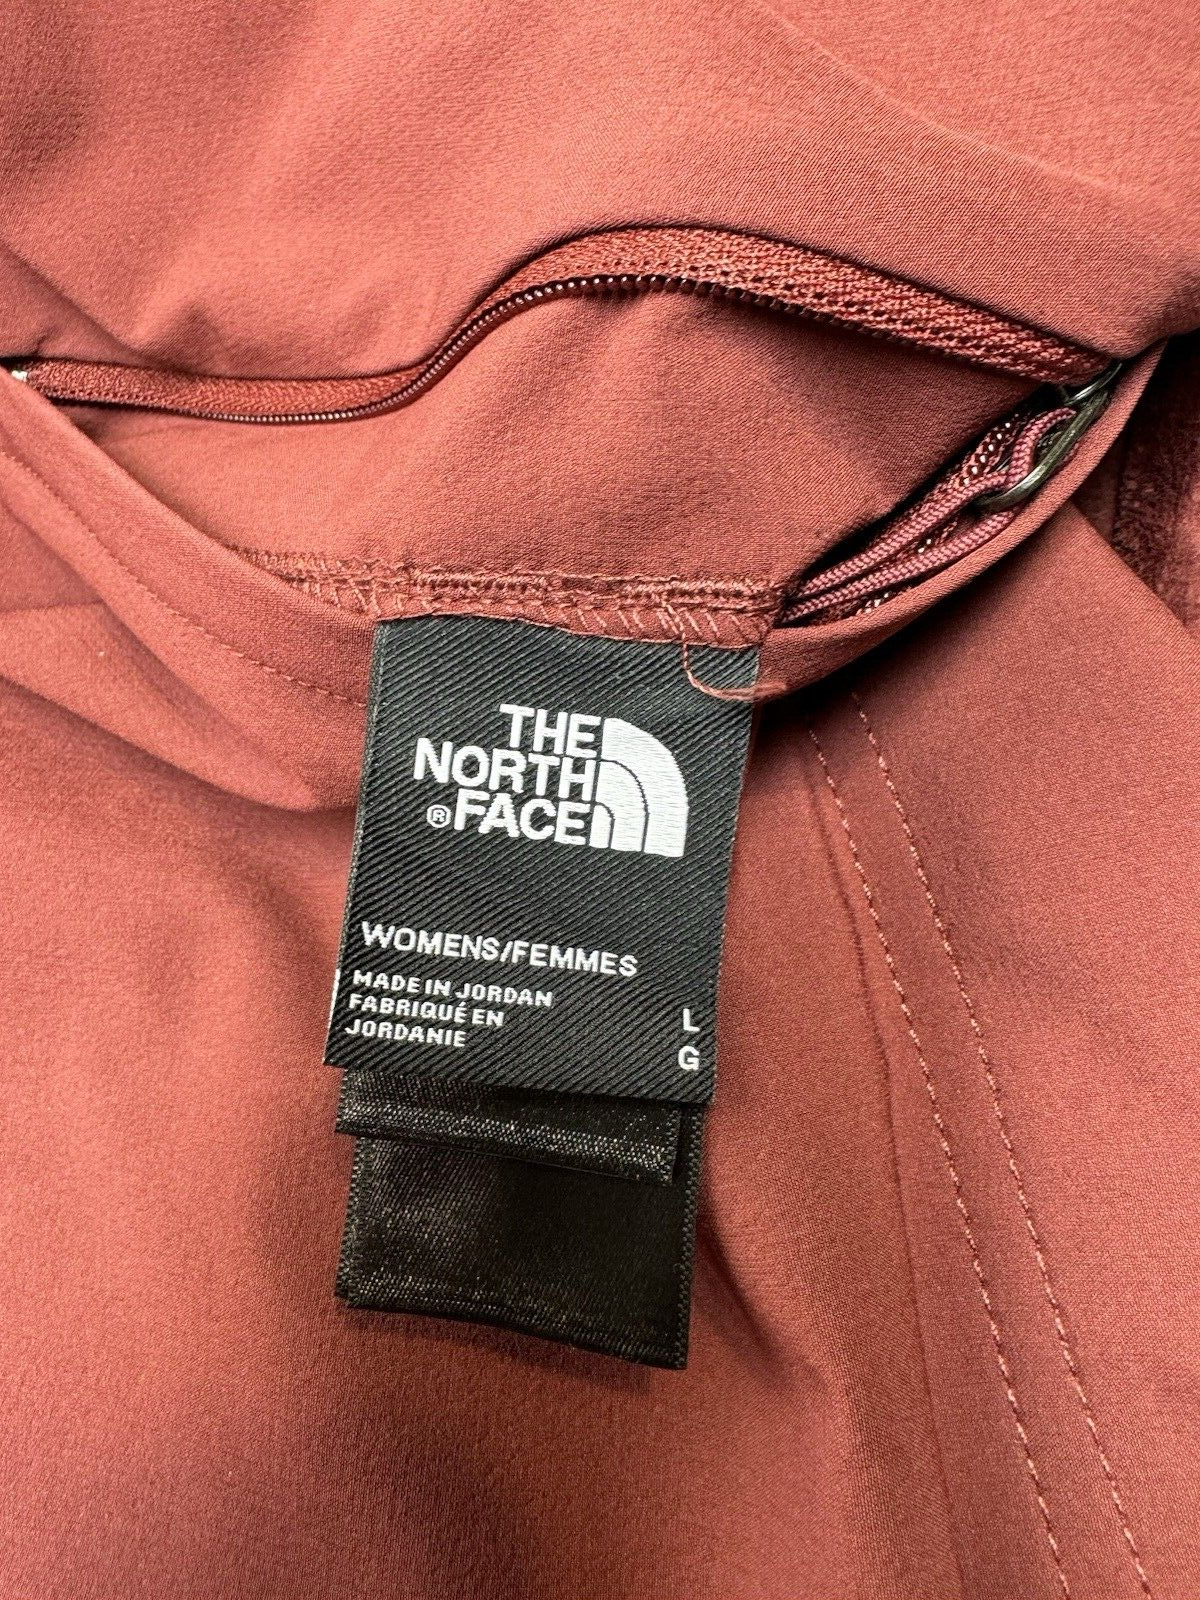 THE
NORTH
®FACE
WOMENS/FEMMES
MADE IN JORDAN
FABRIQUÉ EN
JORDANIE
L
G